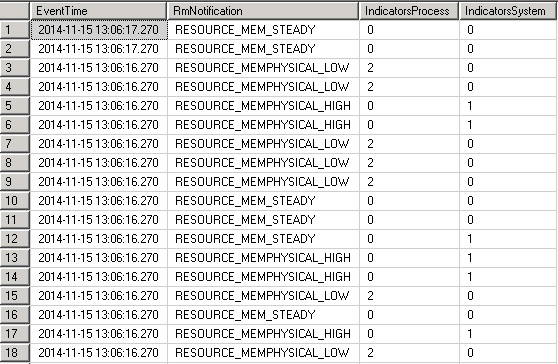 EventTime RmNotification IndicatorsProcess IndicatorsSystem
1 2014-11-15 13:06:17.270 RESOURCE_MEM_STEADY 0 0
2 2014-11-15 13:06:17.270 RESOURCE_MEM_STEADY 0 0
3 2014-11-15 13:06:16.270 RESOURCE_MEMPHYSICAL_LOW 2 0
4 2014-11-15 13:06:16.270 RESOURCE_MEMPHYSICAL_LOW 2 0
5 2014-11-15 13:06:16.270 RESOURCE_MEMPHYSICAL_HIGH 0 1
6 2014-11-15 13:06:16.270 RESOURCE_MEMPHYSICAL_HIGH 0 1
7 2014-11-15 13:06:16.270 RESOURCE_MEMPHYSICAL_LOW 2 0
8 2014-11-15 13:06:16.270 RESOURCE_MEMPHYSICAL_LOW 2 0
9 2014-11-15 13:06:16.270 RESOURCE_MEMPHYSICAL_LOW 2 0
10 2014-11-15 13:06:16.270 RESOURCE_MEM_STEADY 0 0
11 2014-11-15 13:06:16.270 RESOURCE_MEM_STEADY 0 0
12 2014-11-15 13:06:16.270 RESOURCE_MEM_STEADY 0 1
13 2014-11-15 13:06:16.270 RESOURCE_MEMPHYSICAL_HIGH 0 1
14 2014-11-15 13:06:16.270 RESOURCE_MEMPHYSICAL_HIGH 0 1
15 2014-11-15 13:06:16.270 RESOURCE_MEMPHYSICAL_LOW 2 0
16 2014-11-15 13:06:16.270 RESOURCE_MEM_STEADY 0 0
17 2014-11-15 13:06:16.270 RESOURCE_MEMPHYSICAL_HIGH 0 1
18 2014-11-15 13:06:16.270 RESOURCE_MEMPHYSICAL_LOW 2 0